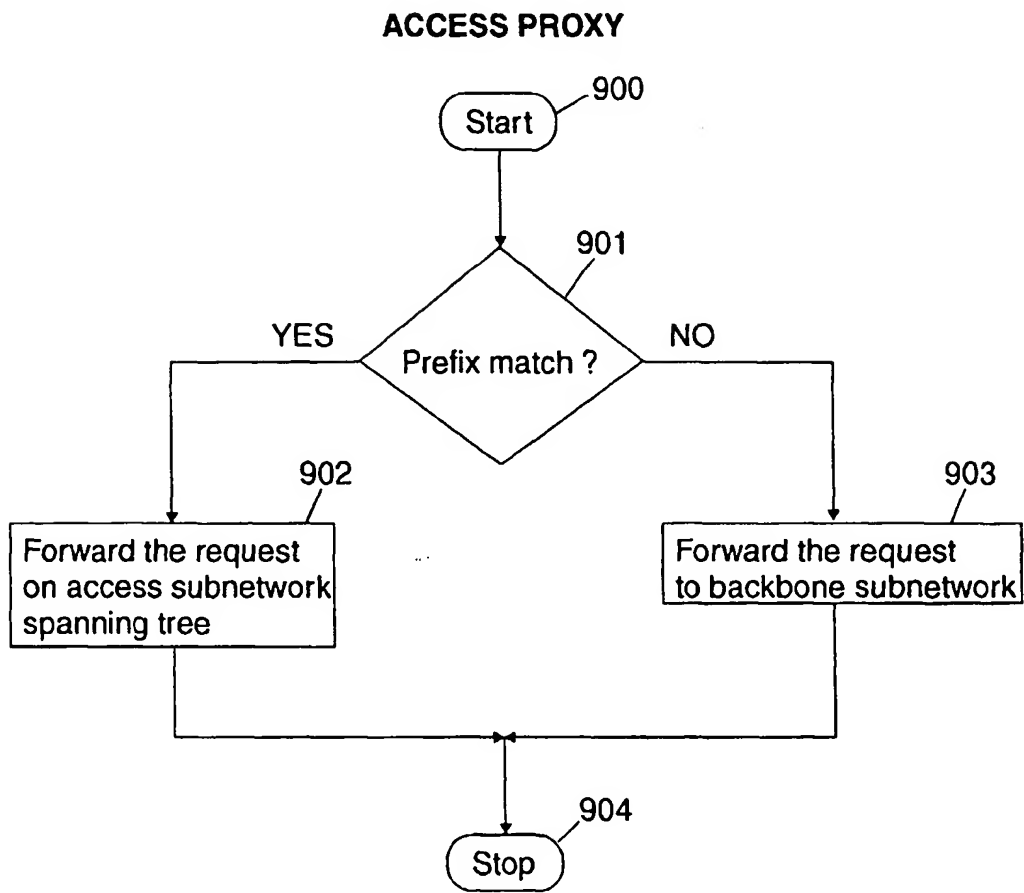 ACCESS PROXY
900
Start
901
YES
NO
Prefix match ?
902
903
Forward the request
on access subnetwork
spanning tree
Forward the request
to backbone subnetwork
904
Stop